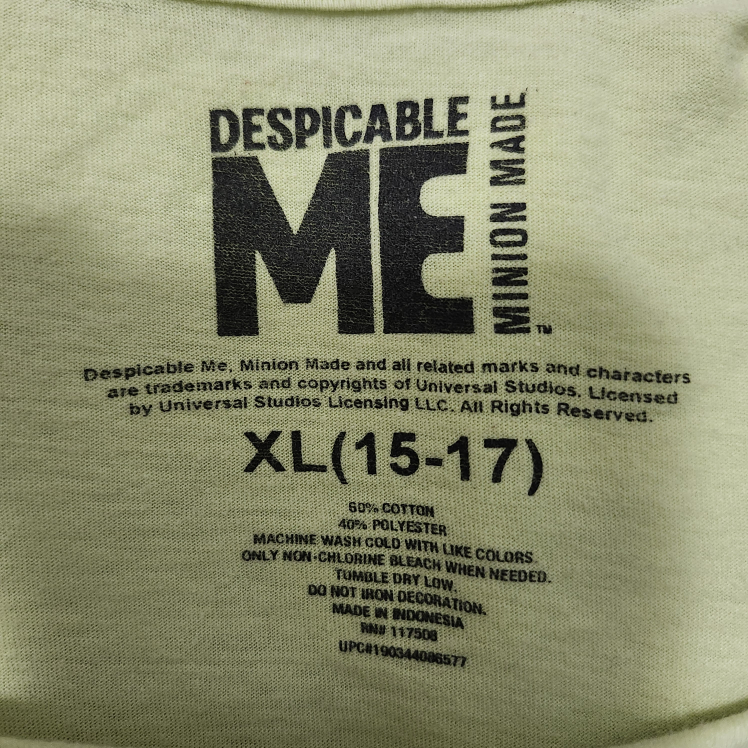 DESPICABLE
ME
MINION MADE
TM
Despicable Me, Minion Made and all related marks and characters
are trademarks and copyrights of Universal Studios. Licensed
by Universal Studios Licensing LLC. All Rights Reserved.
XL(15-17)
60% COTTON
40% POLYESTER
MACHINE WASH COLD WITH LIKE COLORS.
ONLY NON-CHLORINE BLEACH WHEN NEEDED.
TUMBLE DRY LOW.
DO NOT IRON DECORATION.
MADE IN INDONESIA
RN# 117508
UPC#190344086577